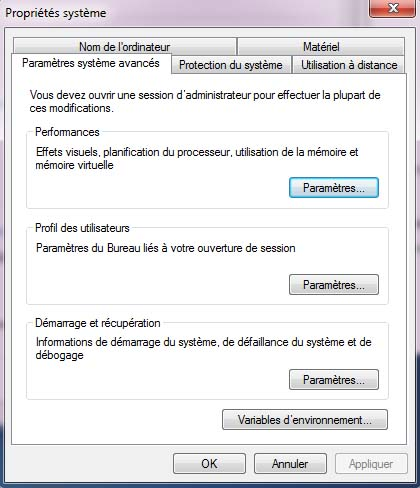 Propriétés système
Nom de l'ordinateur
Matériel
Paramètres système avancés
Protection du système
Utilisation à distance
Vous devez ouvrir une session d'administrateur pour effectuer la plupart de
ces modifications.
Performances
Effets visuels, planification du processeur, utilisation de la mémoire et
mémoire virtuelle
Paramètres...
Profil des utilisateurs
Paramètres du Bureau liés à votre ouverture de session
Paramètres...
Démarrage et récupération
Informations de démarrage du système, de défaillance du système et de
débogage
Paramètres...
Variables d'environnement...
OK
Annuler
Appliquer